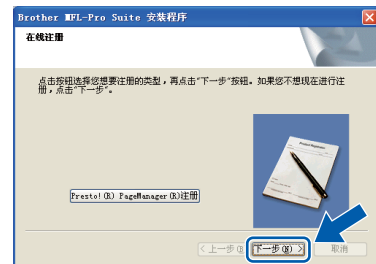 Brother MFL-Pro Suite 安装程序
在线注册
点击按钮选择您想要注册的类型，再点击"下一步"按钮。如果您不想现在进行注
册，点击"下一步"。
Presto!(R) PageManager(R)注册
<上一步(B) 下一步(N) > 取消